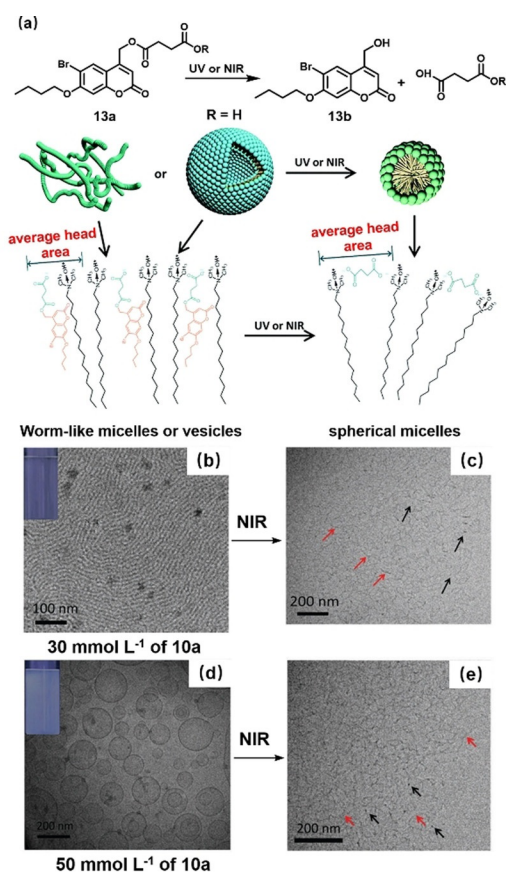 (a)
Br
O
O
O
OR
O
O
O
13a
UV or NIR
R = H
Br
OH
O
O
O
13b
+
OH
O
O
OR
or
UV or NIR
average head
area
average head
area
UV or NIR
Worm-like micelles or vesicles
spherical micelles
(b)
100 nm
NIR
(c)
200 nm
30 mmol L-1 of 10a
(d)
200 nm
NIR
(e)
200 nm
50 mmol L-1 of 10a